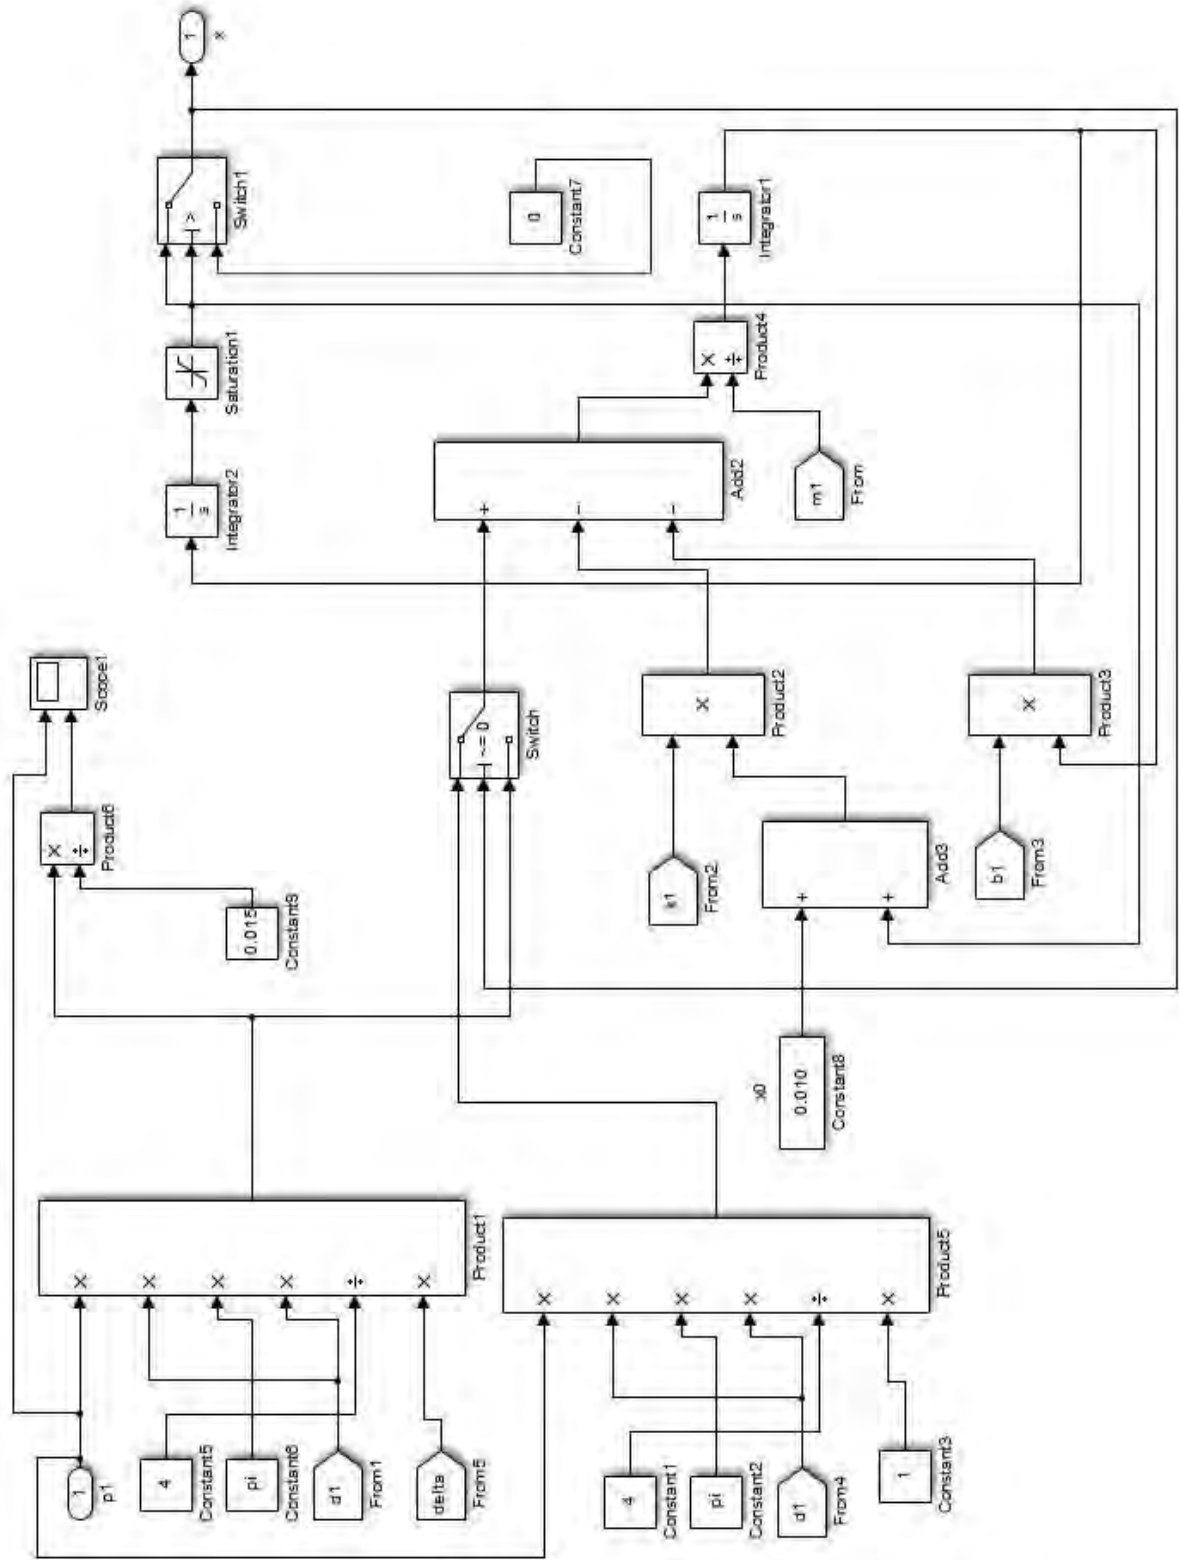 1
p1
×
×
×
×
÷
×
Product1
4
Constant5
pi
Constant6
d1
From1
delta
From5
×
÷
Product6
0.015
Constant9
Scope1
1
s
Integrator2
Saturation1
>
Switch1
1
x
×
×
×
×
÷
×
Product5
4
Constant1
pi
Constant2
d1
From4
1
Constant3
~= 0
Switch
+
−
−
Add2
0
Constant7
k1
From2
×
Product2
x0
0.010
Constant8
+
+
Add3
m1
From
×
÷
Product4
1
s
Integrator1
b1
From3
×
Product3